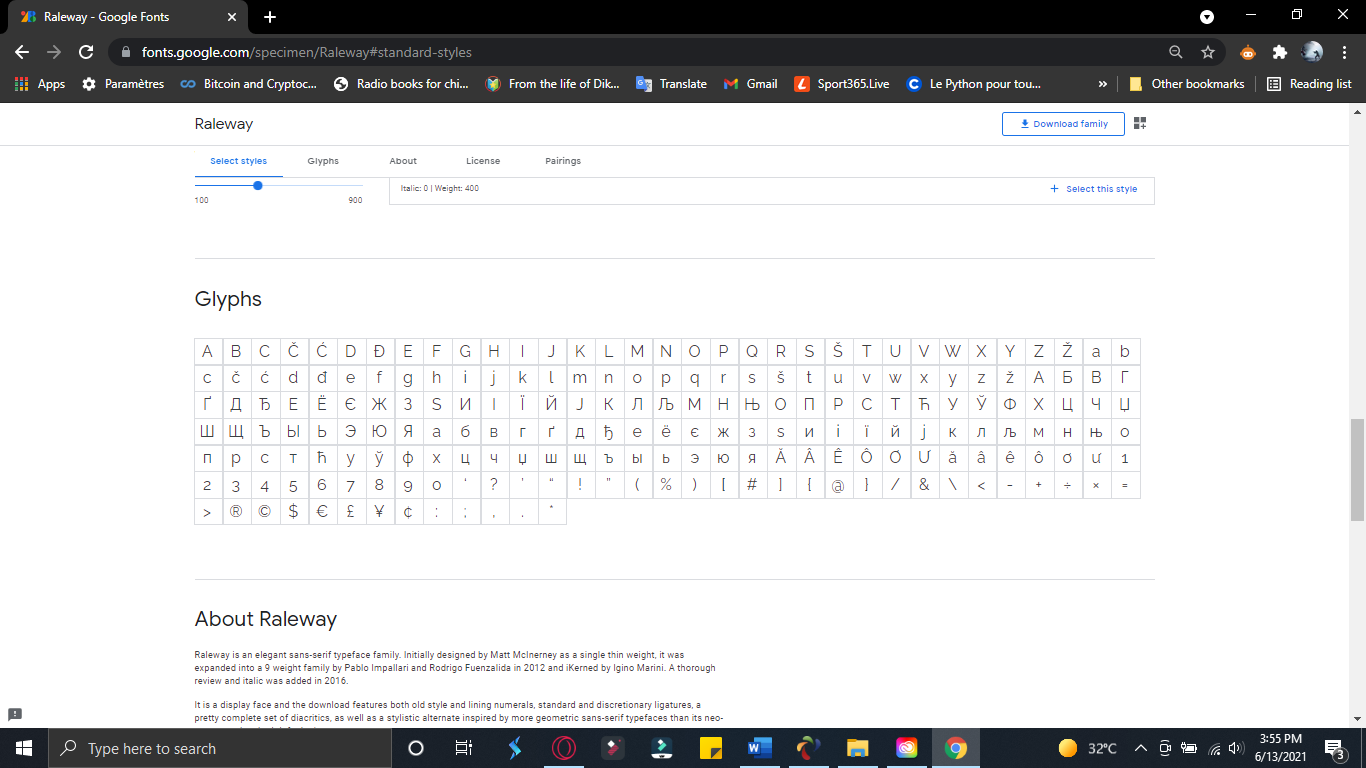 Raleway - Google Fonts
fonts.google.com/specimen/Raleway#standard-styles
Apps Paramètres Bitcoin and Cryptoc... Radio books for chi... From the life of Dik... Translate Gmail Sport365.Live Le Python pour tou... » Other bookmarks Reading list
Raleway Download family
Select styles Glyphs About License Pairings
Italic: 0 | Weight: 400 + Select this style
100 900
Glyphs
A B C Č Ć D Đ E F G H I J K L M N O P Q R S Š T U V W X Y Z Ž a b
c č ć d đ e f g h i j k l m n o p q r s š t u v w x y z ž А Б В Г
Ґ Д Ђ Е Ё Є Ж З Ѕ И І Ї Й Ј К Л Љ М Н Њ О П Р С Т Ћ У Ў Ф Х Ц Ч Џ
Ш Щ Ъ Ы Ь Э Ю Я а б в г ґ д ђ е ё є ж з ѕ и і ї й ј к л љ м н њ о
п р с т ћ у ў ф х ц ч џ ш щ ъ ы ь э ю я Ă Â Ê Ô Ơ Ư ă â ê ô ơ ư 1
2 3 4 5 6 7 8 9 0 ‘ ? ’ “ ! ” ( % ) [ # ] { @ } / & \ < - + ÷ × =
> ® © $ € £ ¥ ¢ : ; , . *
About Raleway
Raleway is an elegant sans-serif typeface family. Initially designed by Matt McInerney as a single thin weight, it was
expanded into a 9 weight family by Pablo Impallari and Rodrigo Fuenzalida in 2012 and iKerned by Igino Marini. A thorough
review and italic was added in 2016.
It is a display face and the download features both old style and lining numerals, standard and discretionary ligatures, a
pretty complete set of diacritics, as well as a stylistic alternate inspired by more geometric sans-serif typefaces than its neo-
Type here to search
32°C
3:55 PM
6/13/2021
3